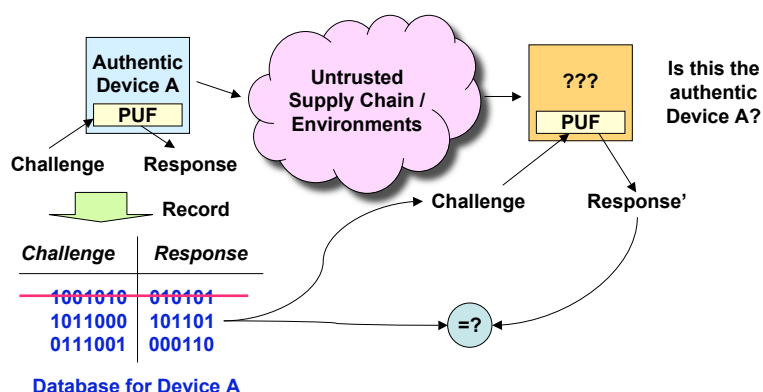 Authentic
Device A
PUF
Challenge
Response
Record
Challenge Response
1001010 010101
1011000 101101
0111001 000110
Database for Device A
Untrusted
Supply Chain /
Environments
???
PUF
Is this the
authentic
Device A?
Challenge
Response’
=?